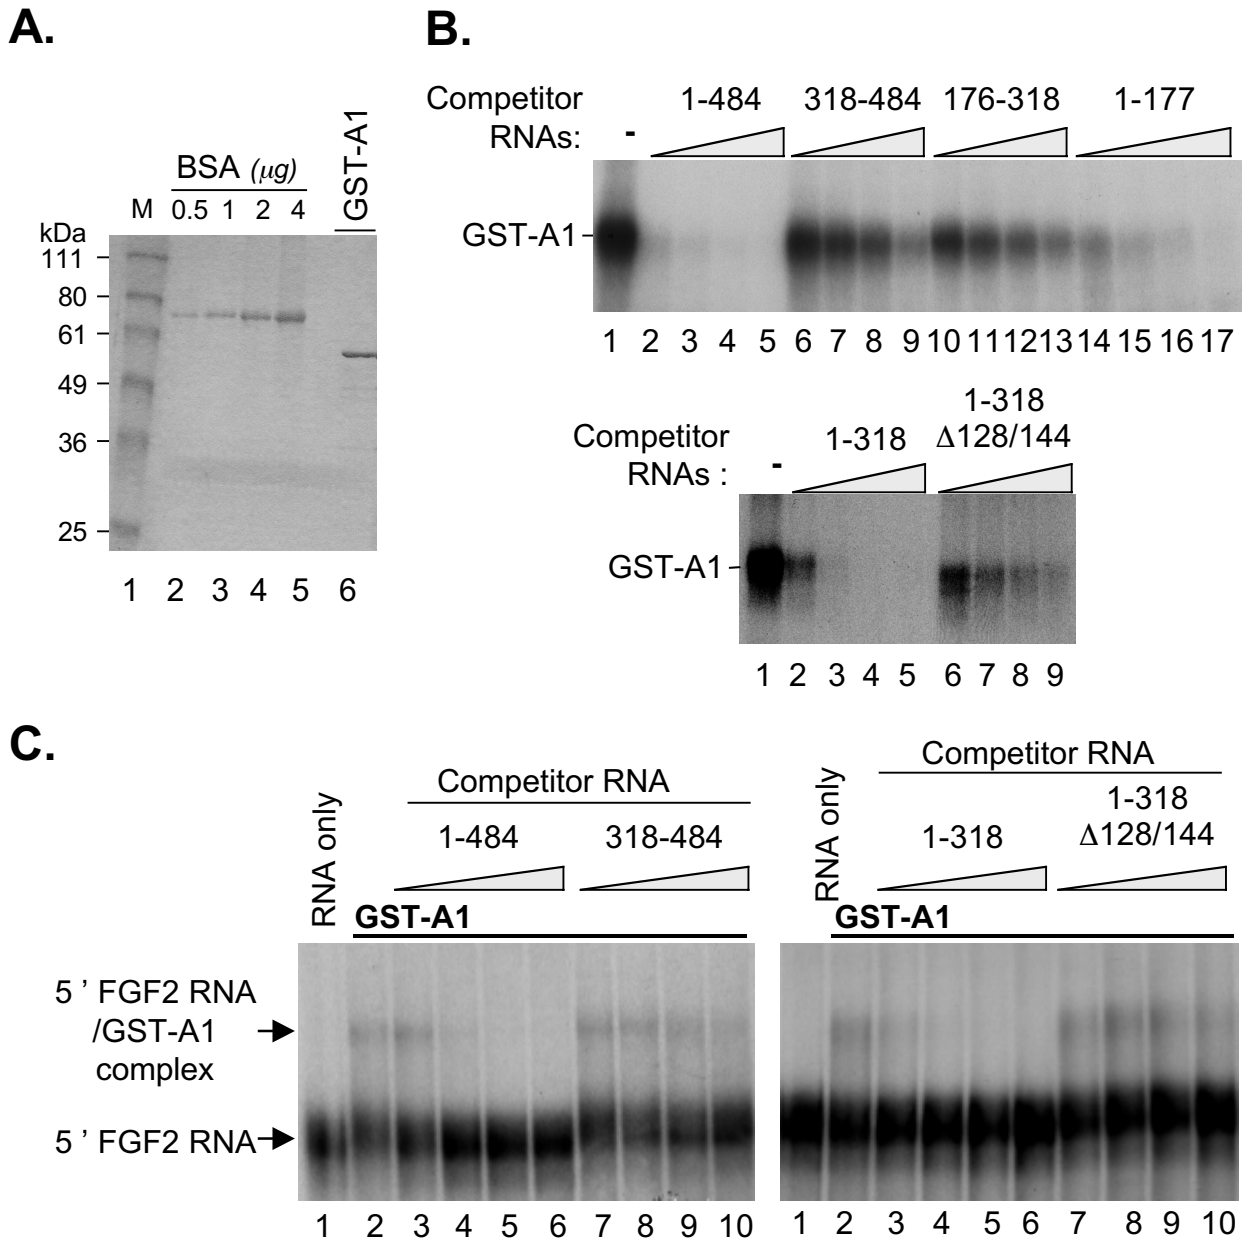 A.
BSA (μg)
GST-A1
M 0.5 1 2 4
kDa
111
80
61
49
36
25
1 2 3 4 5 6
B.
Competitor 1-484 318-484 176-318 1-177
RNAs: -
GST-A1
1 2 3 4 5 6 7 8 9 10 11 12 13 14 15 16 17
1-318
Competitor 1-318 Δ128/144
RNAs : -
GST-A1
1 2 3 4 5 6 7 8 9
C.
RNA only
Competitor RNA
1-484 318-484
GST-A1
5 ' FGF2 RNA
/GST-A1
complex
5 ' FGF2 RNA
1 2 3 4 5 6 7 8 9 10
RNA only
Competitor RNA
1-318
1-318 Δ128/144
GST-A1
1 2 3 4 5 6 7 8 9 10